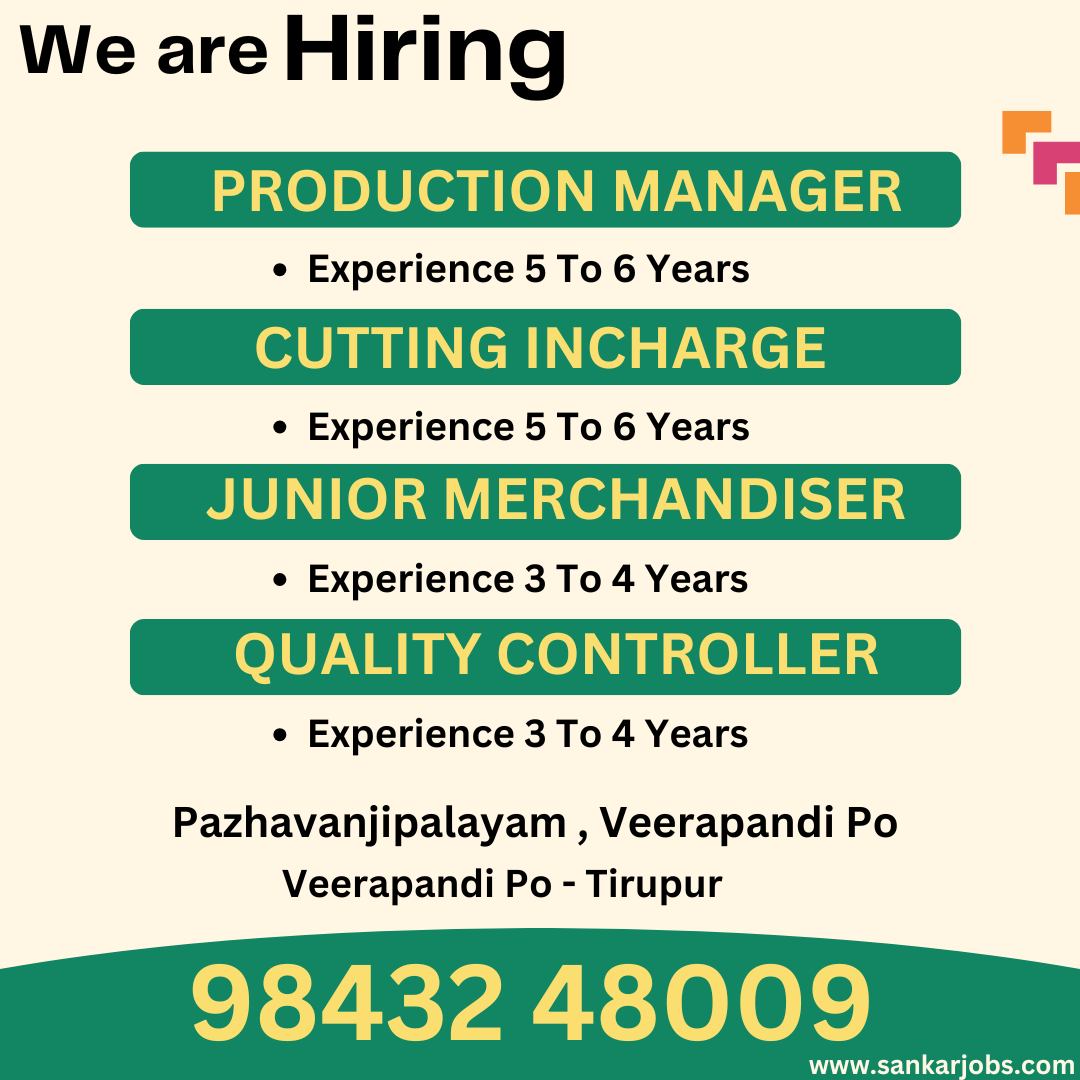 We are Hiring
PRODUCTION MANAGER
• Experience 5 To 6 Years
CUTTING INCHARGE
• Experience 5 To 6 Years
JUNIOR MERCHANDISER
• Experience 3 To 4 Years
QUALITY CONTROLLER
• Experience 3 To 4 Years
Pazhavanjipalayam , Veerapandi Po
Veerapandi Po - Tirupur
98432 48009
www.sankarjobs.com